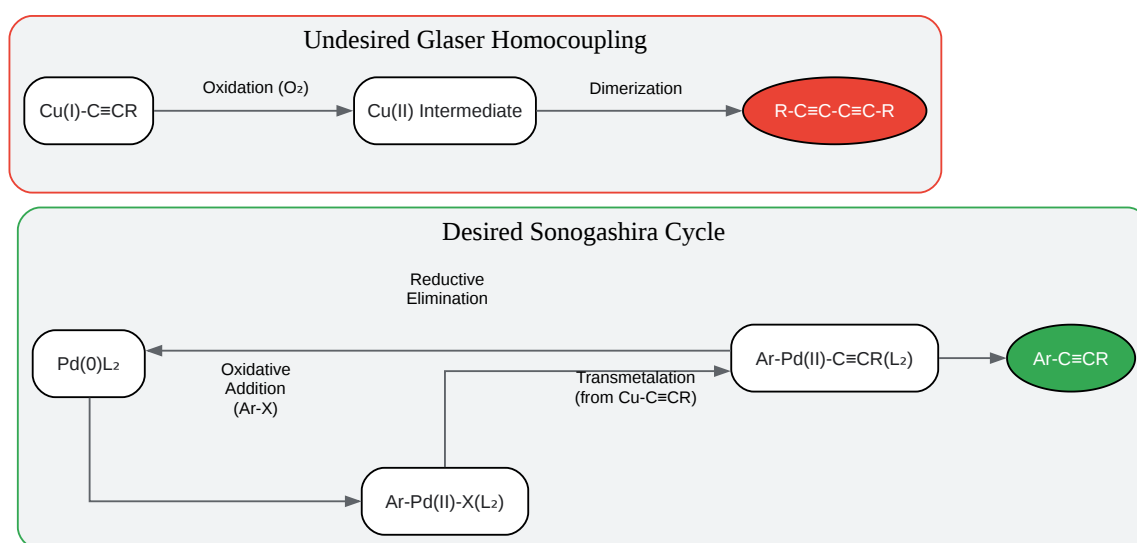 Undesired Glaser Homocoupling
Cu(I)-C≡CR
Oxidation (O₂)
Cu(II) Intermediate
Dimerization
R-C≡C-C≡C-R
Desired Sonogashira Cycle
Reductive
Elimination
Pd(0)L₂
Oxidative
Addition
(Ar-X)
Transmetalation
(from Cu-C≡CR)
Ar-Pd(II)-C≡CR(L₂)
Ar-C≡CR
Ar-Pd(II)-X(L₂)